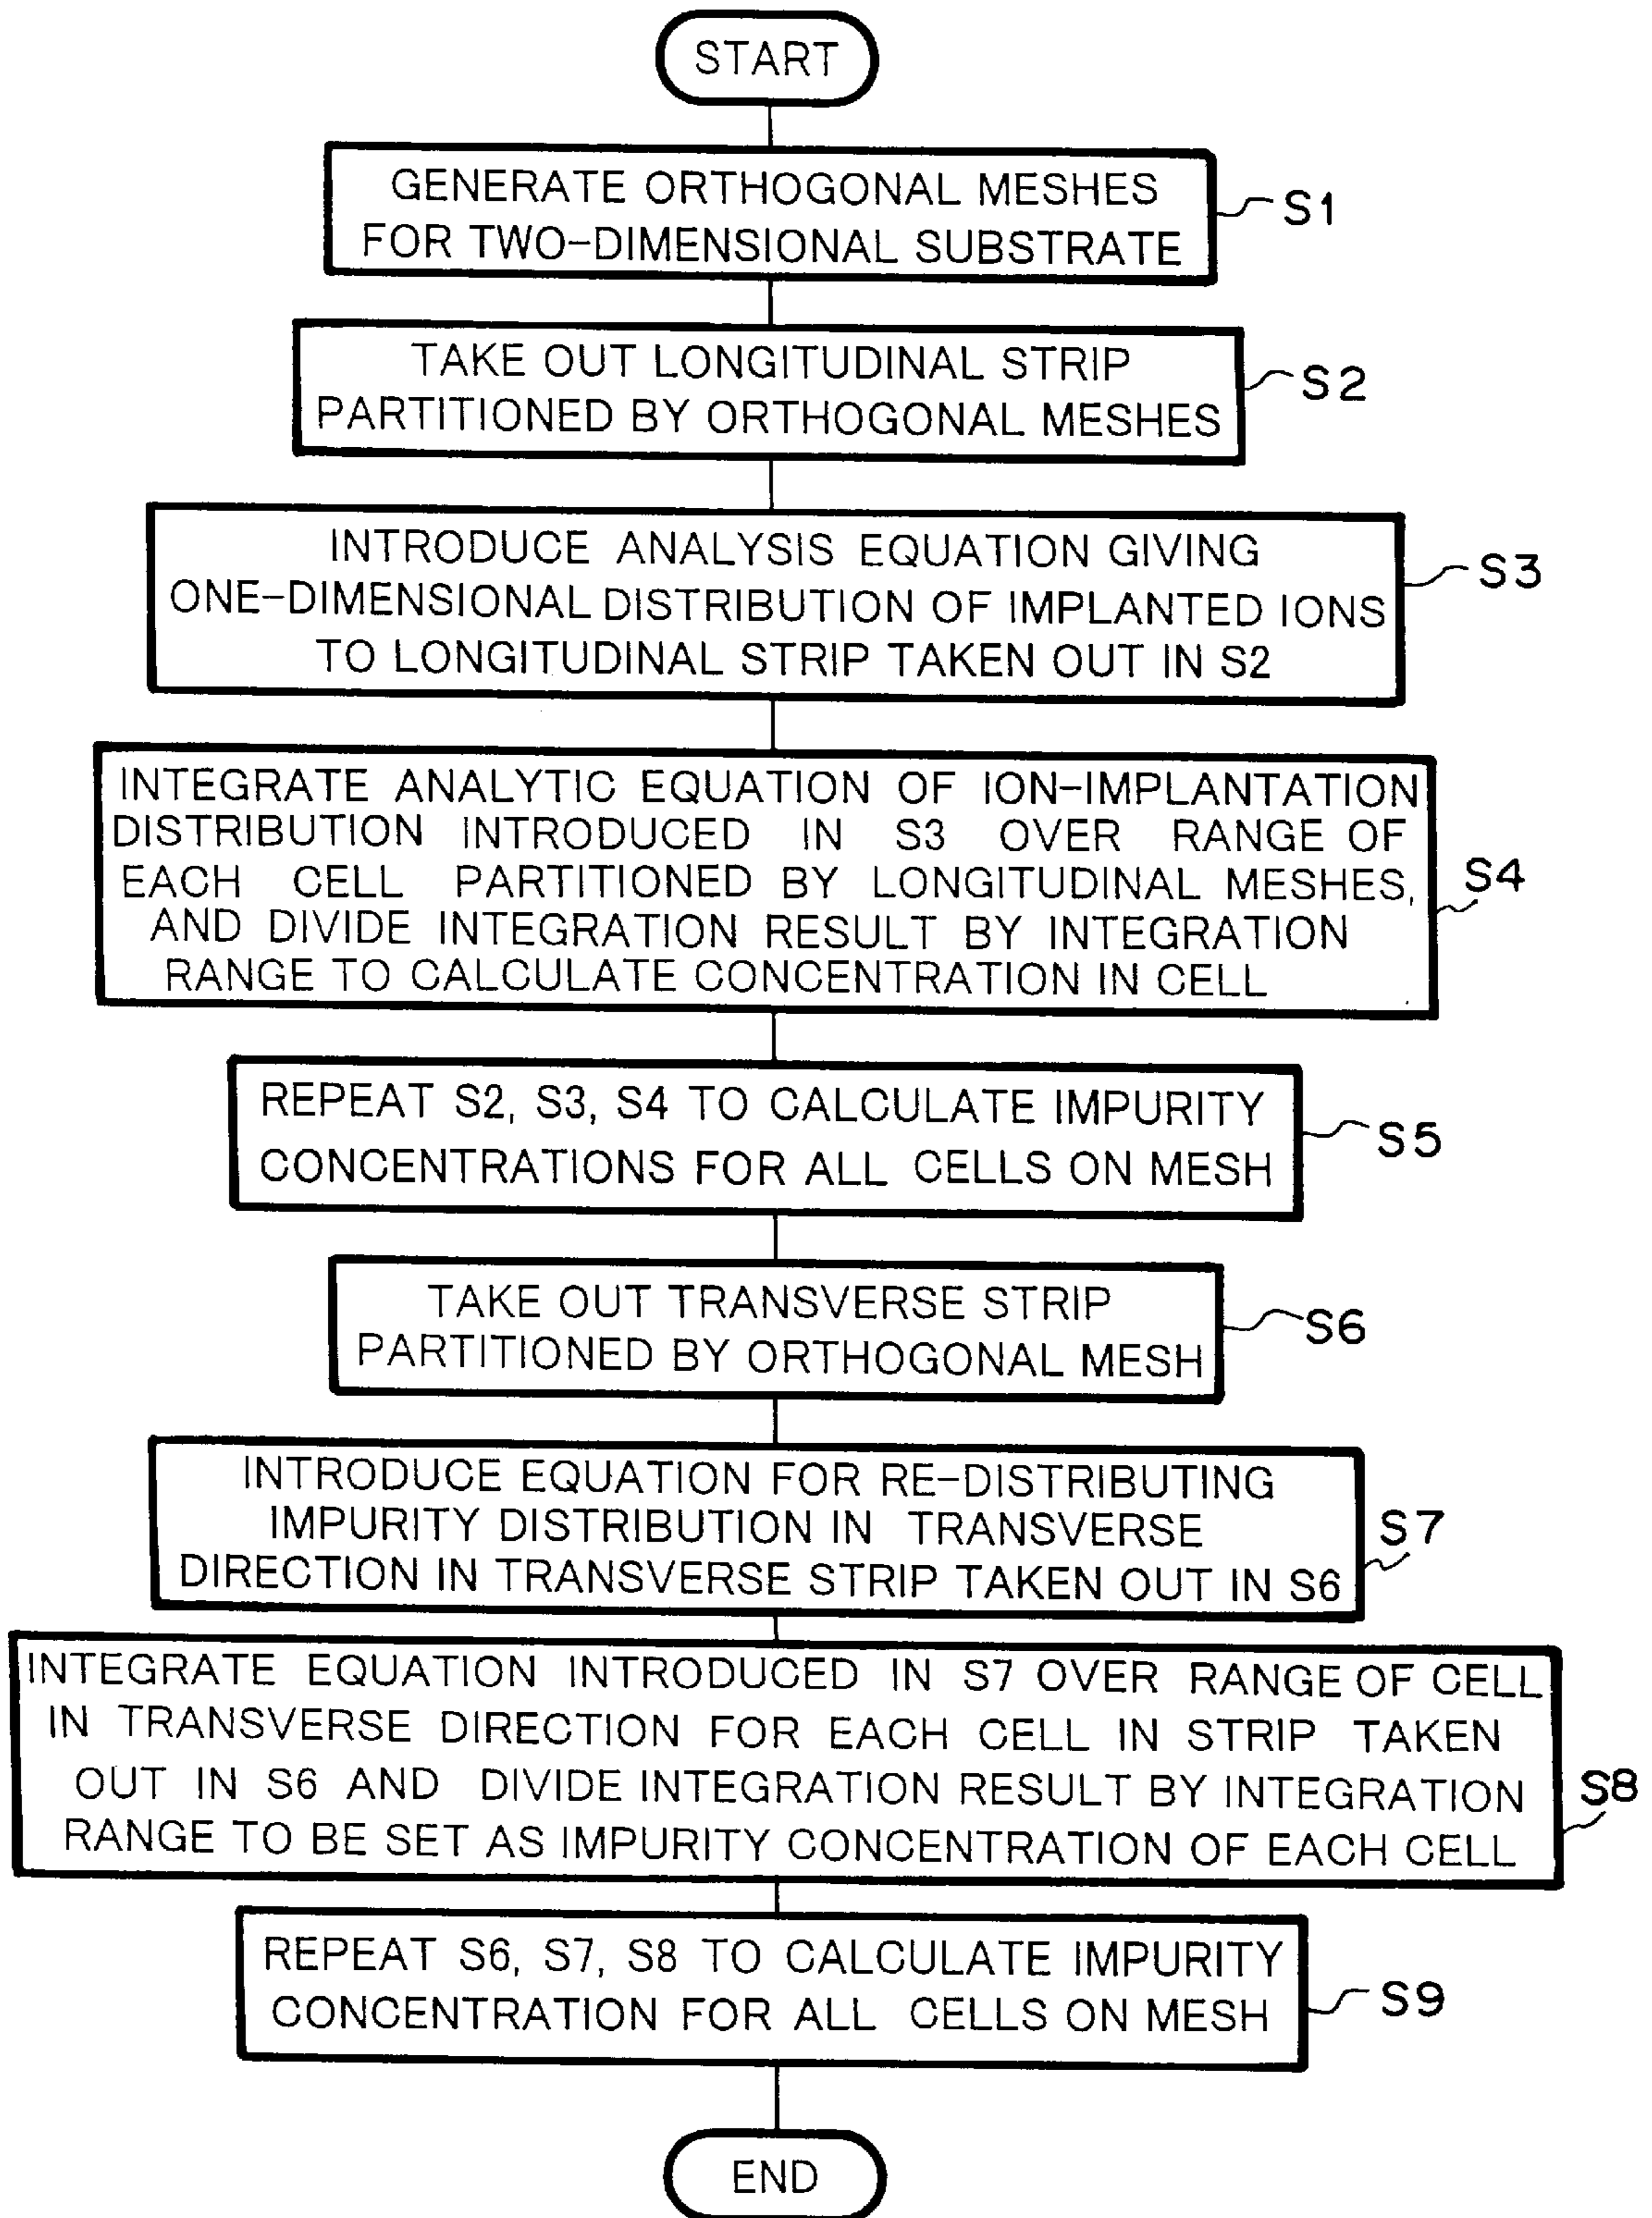 START
GENERATE ORTHOGONAL MESHES
FOR TWO-DIMENSIONAL SUBSTRATE
S1
TAKE OUT LONGITUDINAL STRIP
PARTITIONED BY ORTHOGONAL MESHES
S2
INTRODUCE ANALYSIS EQUATION GIVING
ONE-DIMENSIONAL DISTRIBUTION OF IMPLANTED IONS
TO LONGITUDINAL STRIP TAKEN OUT IN S2
S3
INTEGRATE ANALYTIC EQUATION OF ION-IMPLANTATION
DISTRIBUTION INTRODUCED IN S3 OVER RANGE OF
EACH CELL PARTITIONED BY LONGITUDINAL MESHES,
AND DIVIDE INTEGRATION RESULT BY INTEGRATION
RANGE TO CALCULATE CONCENTRATION IN CELL
S4
REPEAT S2, S3, S4 TO CALCULATE IMPURITY
CONCENTRATIONS FOR ALL CELLS ON MESH
S5
TAKE OUT TRANSVERSE STRIP
PARTITIONED BY ORTHOGONAL MESH
S6
INTRODUCE EQUATION FOR RE-DISTRIBUTING
IMPURITY DISTRIBUTION IN TRANSVERSE
DIRECTION IN TRANSVERSE STRIP TAKEN OUT IN S6
S7
INTEGRATE EQUATION INTRODUCED IN S7 OVER RANGE OF CELL
IN TRANSVERSE DIRECTION FOR EACH CELL IN STRIP TAKEN
OUT IN S6 AND DIVIDE INTEGRATION RESULT BY INTEGRATION
RANGE TO BE SET AS IMPURITY CONCENTRATION OF EACH CELL
S8
REPEAT S6, S7, S8 TO CALCULATE IMPURITY
CONCENTRATION FOR ALL CELLS ON MESH
S9
END